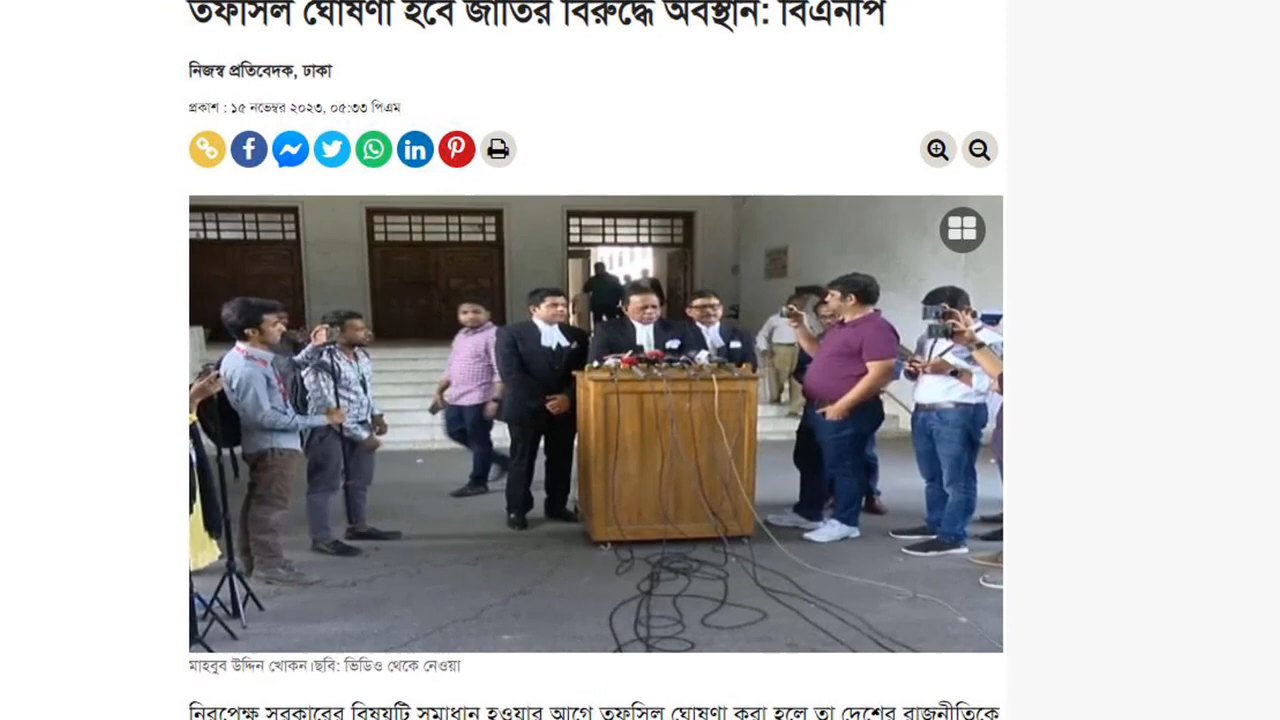 তফসিল ঘোষণা হবে জাতির বিরুদ্ধে অবস্থান: বিএনপি
নিজস্ব প্রতিবেদক, ঢাকা
প্রকাশ : ১৫ নভেম্বর ২০২৩, ০৫:৩৩ পিএম
মাহবুব উদ্দিন খোকন।ছবি: ভিডিও থেকে নেওয়া
নিরপেক্ষ সরকারের বিষয়টি সমাধান হওয়ার আগে তফসিল ঘোষণা করা হলে তা দেশের রাজনীতিকে